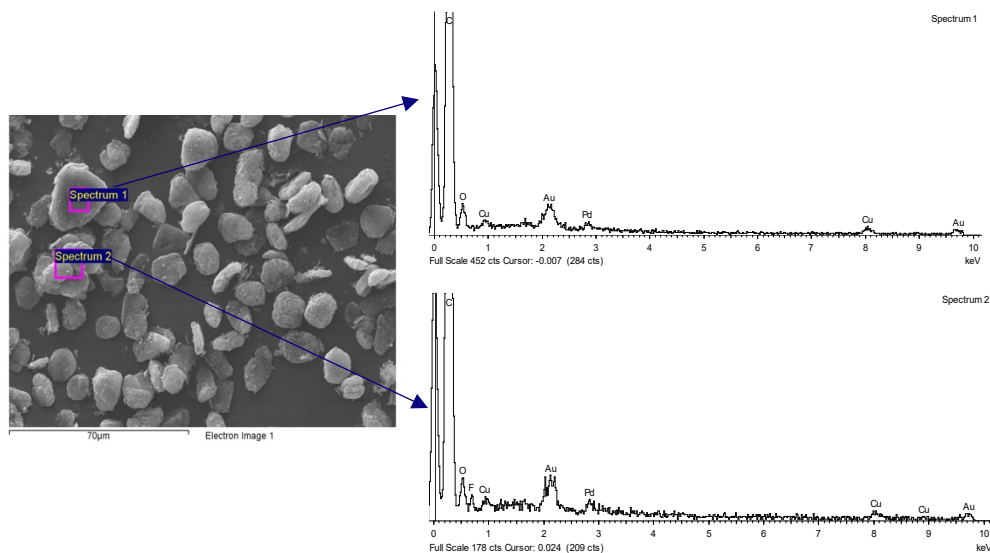 Spectrum 1
C
O
Cu
Au
Pd
Cu
Au
0 1 2 3 4 5 6 7 8 9 10
Full Scale 452 cts Cursor: -0.007 (284 cts)
keV
Spectrum 1
Spectrum 2
70µm
Electron Image 1
Spectrum 2
C
O
F
Cu
Au
Pd
Cu
Cu
Au
0 1 2 3 4 5 6 7 8 9 10
Full Scale 178 cts Cursor: 0.024 (209 cts)
keV